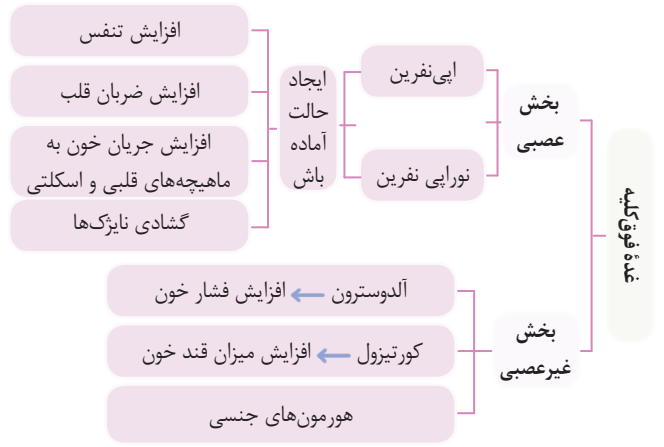 غدهٔ فوق‌کلیه
بخش
عصبی
اپی‌نفرین
نوراپی نفرین
ایجاد
حالت
آماده
باش
افزایش تنفس
افزایش ضربان قلب
افزایش جریان خون به
ماهیچه‌های قلبی و اسکلتی
گشادی نایژک‌ها
بخش
غیرعصبی
آلدوسترون ← افزایش فشار خون
کورتیزول ← افزایش میزان قند خون
هورمون‌های جنسی